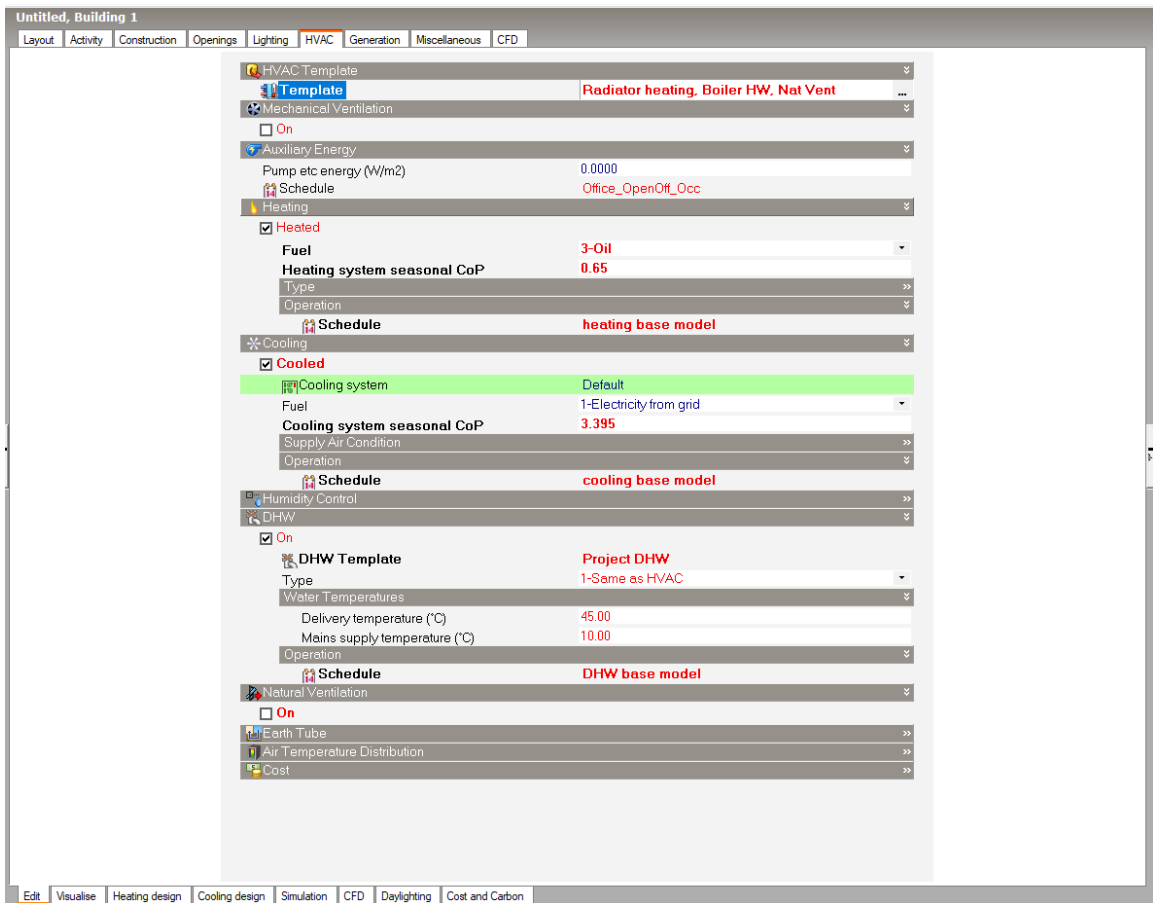 Untitled, Building 1
Layout Activity Construction Openings Lighting HVAC Generation Miscellaneous CFD
HVAC Template
Template Radiator heating, Boiler HW, Nat Vent ...
Mechanical Ventilation
On
Auxiliary Energy
Pump etc energy (W/m2) 0.0000
Schedule Office_OpenOff_Occ
Heating
Heated
Fuel 3-Oil
Heating system seasonal CoP 0.65
Type
Operation
Schedule heating base model
Cooling
Cooled
Cooling system Default
Fuel 1-Electricity from grid
Cooling system seasonal CoP 3.395
Supply Air Condition
Operation
Schedule cooling base model
Humidity Control
DHW
On
DHW Template Project DHW
Type 1-Same as HVAC
Water Temperatures
Delivery temperature (°C) 45.00
Mains supply temperature (°C) 10.00
Operation
Schedule DHW base model
Natural Ventilation
On
Earth Tube
Air Temperature Distribution
Cost
Edit Visualise Heating design Cooling design Simulation CFD Daylighting Cost and Carbon